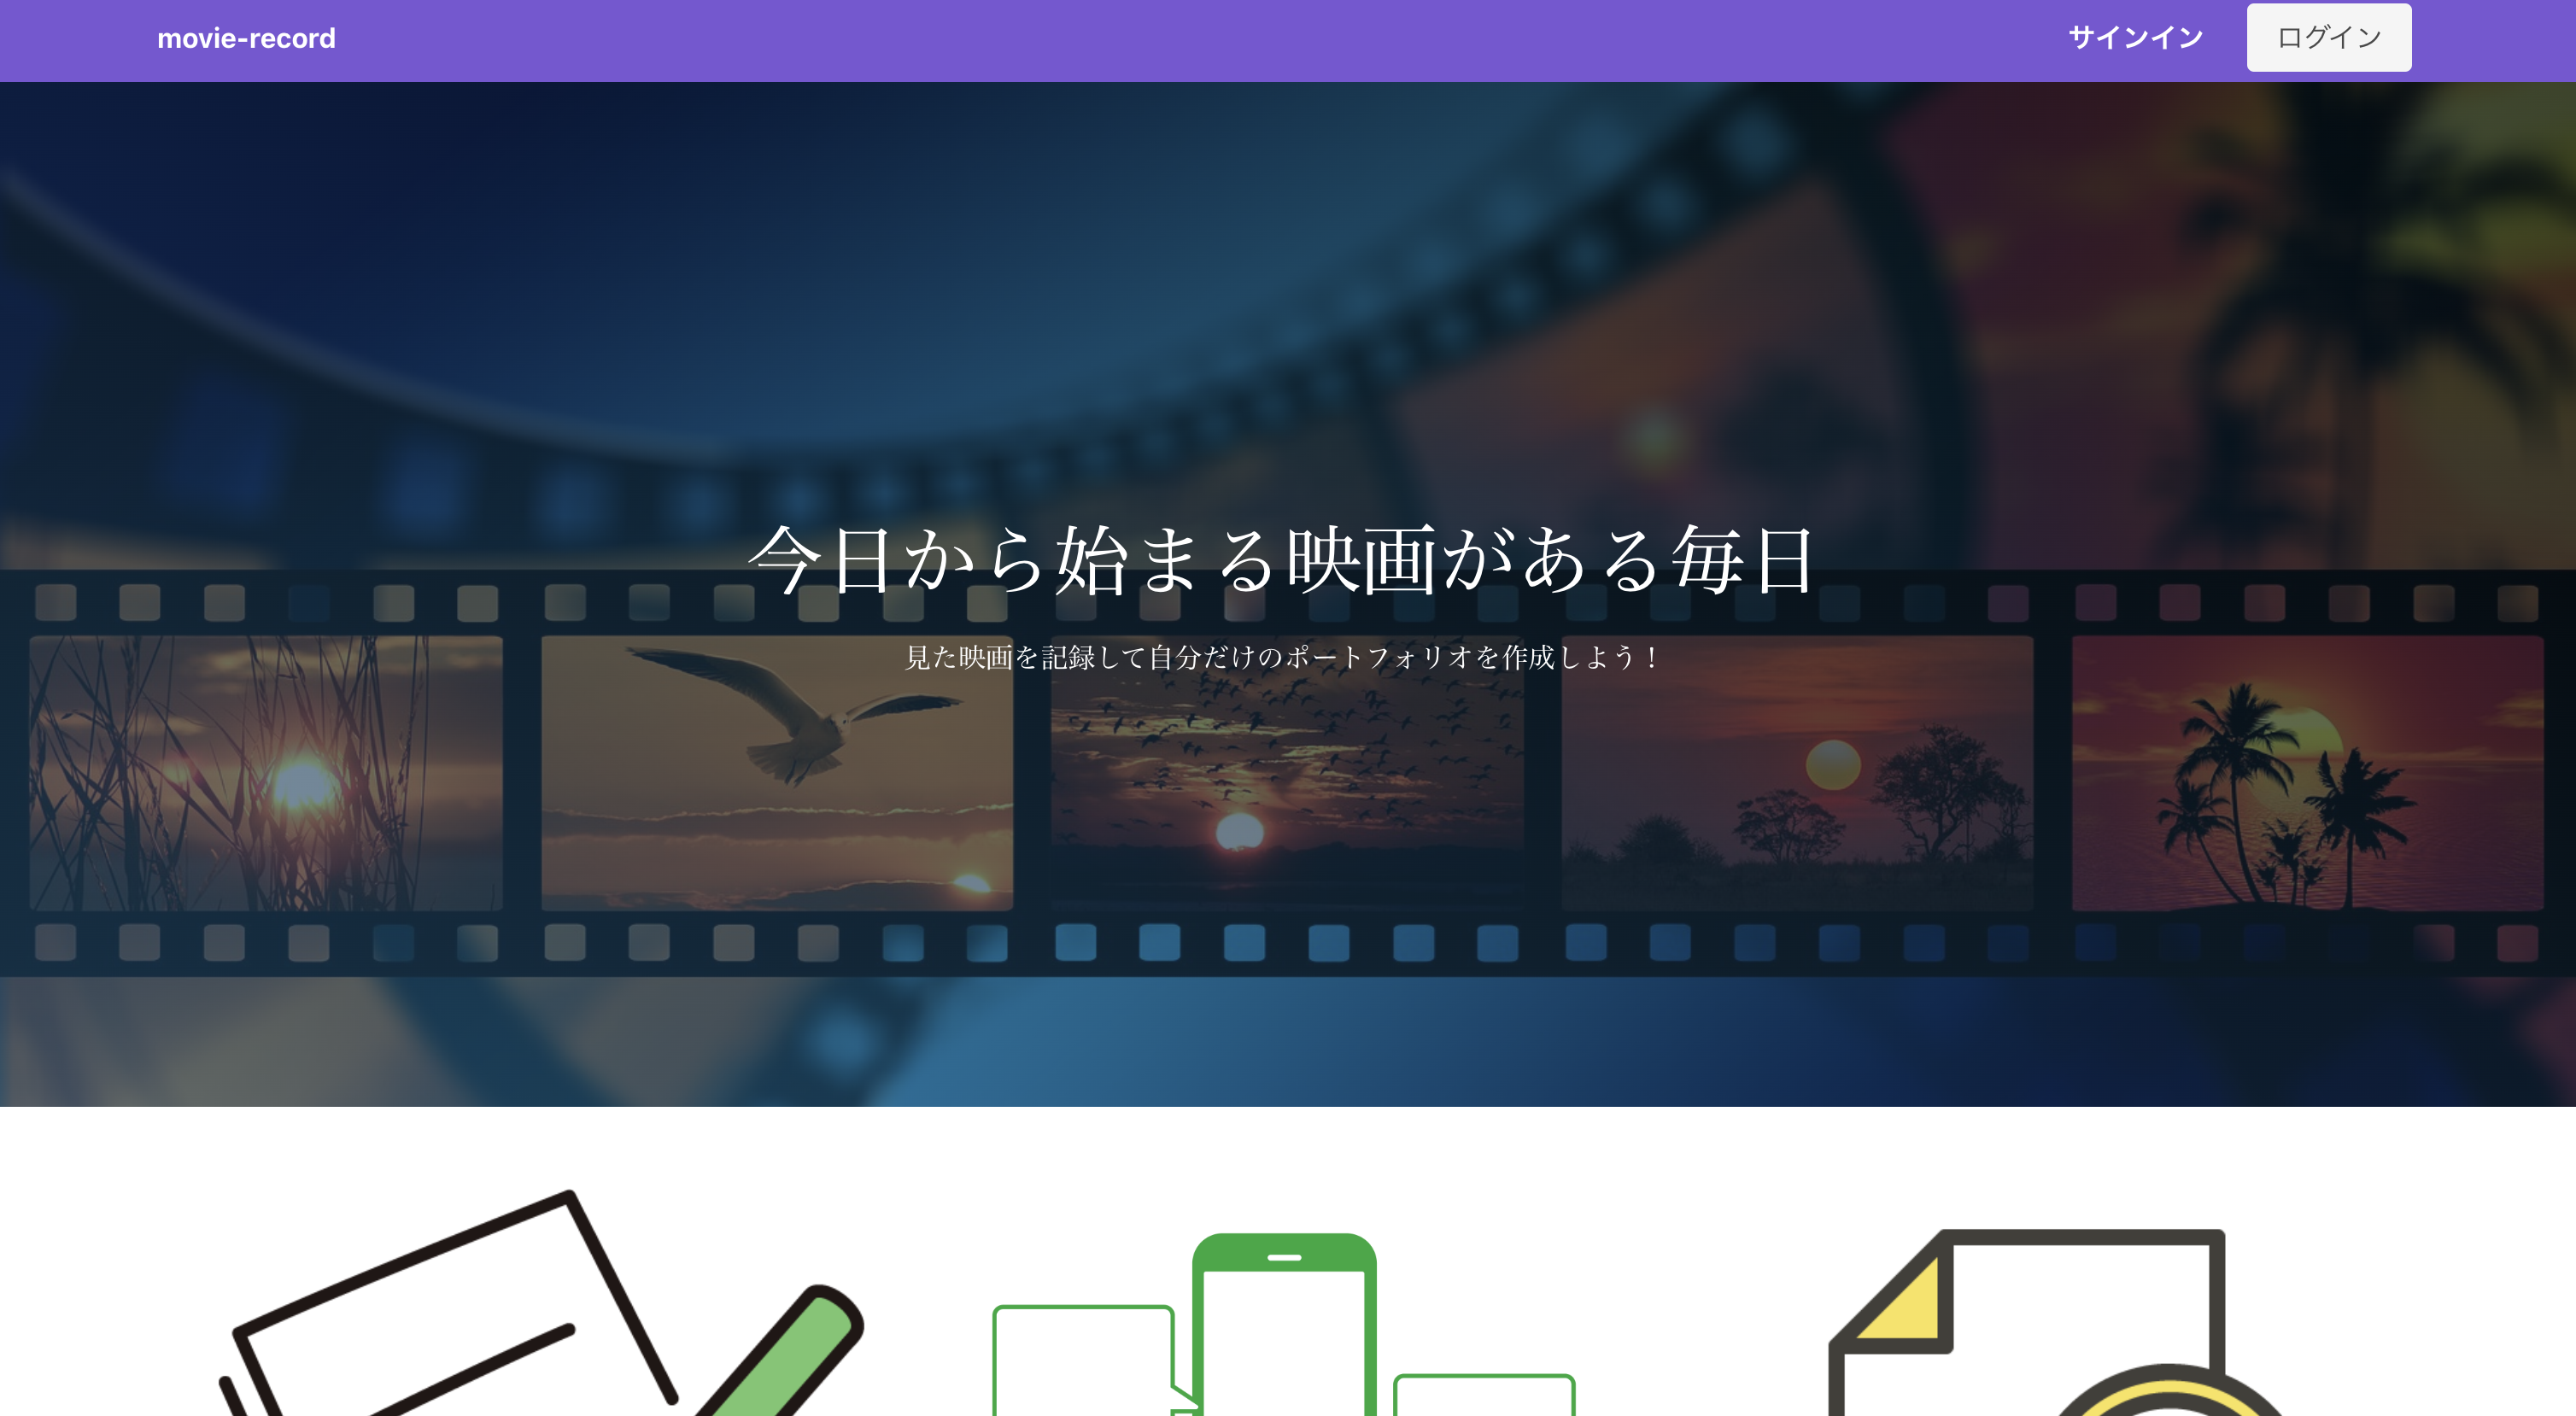 movie-record
サインイン
ログイン
今日から始まる映画がある毎日
見た映画を記録して自分だけのポートフォリオを作成しよう！